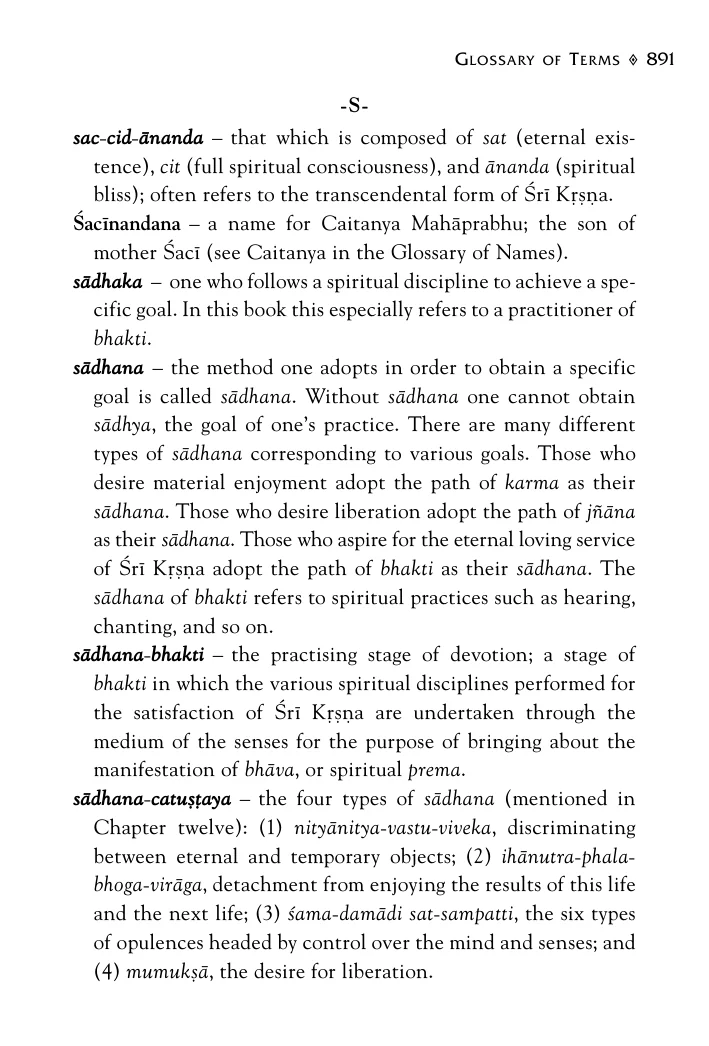 GLOSSARY OF TERMS ◈ 891
-S-
sac-cid-ānanda – that which is composed of sat (eternal exis-
tence), cit (full spiritual consciousness), and ānanda (spiritual
bliss); often refers to the transcendental form of Śrī Kṛṣṇa.
Śacīnandana – a name for Caitanya Mahāprabhu; the son of
mother Śacī (see Caitanya in the Glossary of Names).
sādhaka – one who follows a spiritual discipline to achieve a spe-
cific goal. In this book this especially refers to a practitioner of
bhakti.
sādhana – the method one adopts in order to obtain a specific
goal is called sādhana. Without sādhana one cannot obtain
sādhya, the goal of one’s practice. There are many different
types of sādhana corresponding to various goals. Those who
desire material enjoyment adopt the path of karma as their
sādhana. Those who desire liberation adopt the path of jñāna
as their sādhana. Those who aspire for the eternal loving service
of Śrī Kṛṣṇa adopt the path of bhakti as their sādhana. The
sādhana of bhakti refers to spiritual practices such as hearing,
chanting, and so on.
sādhana-bhakti – the practising stage of devotion; a stage of
bhakti in which the various spiritual disciplines performed for
the satisfaction of Śrī Kṛṣṇa are undertaken through the
medium of the senses for the purpose of bringing about the
manifestation of bhāva, or spiritual prema.
sādhana-catuṣṭaya – the four types of sādhana (mentioned in
Chapter twelve): (1) nityānitya-vastu-viveka, discriminating
between eternal and temporary objects; (2) ihānutra-phala-
bhoga-virāga, detachment from enjoying the results of this life
and the next life; (3) śama-damādi sat-sampatti, the six types
of opulences headed by control over the mind and senses; and
(4) mumukṣā, the desire for liberation.